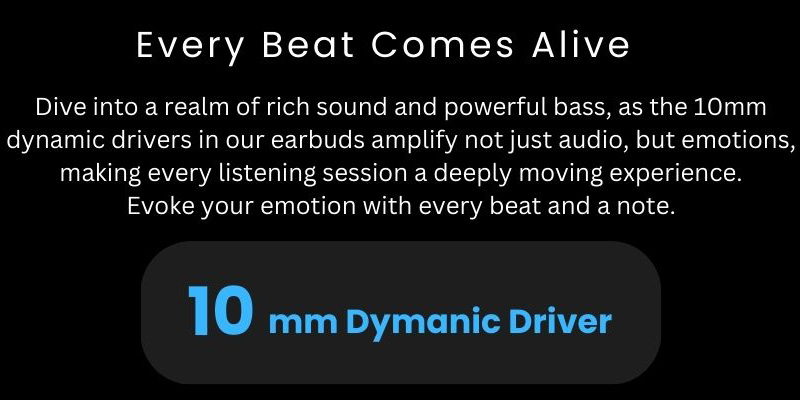 Every Beat Comes Alive
Dive into a realm of rich sound and powerful bass, as the 10mm
dynamic drivers in our earbuds amplify not just audio, but emotions,
making every listening session a deeply moving experience.
Evoke your emotion with every beat and a note.
10 mm Dymanic Driver